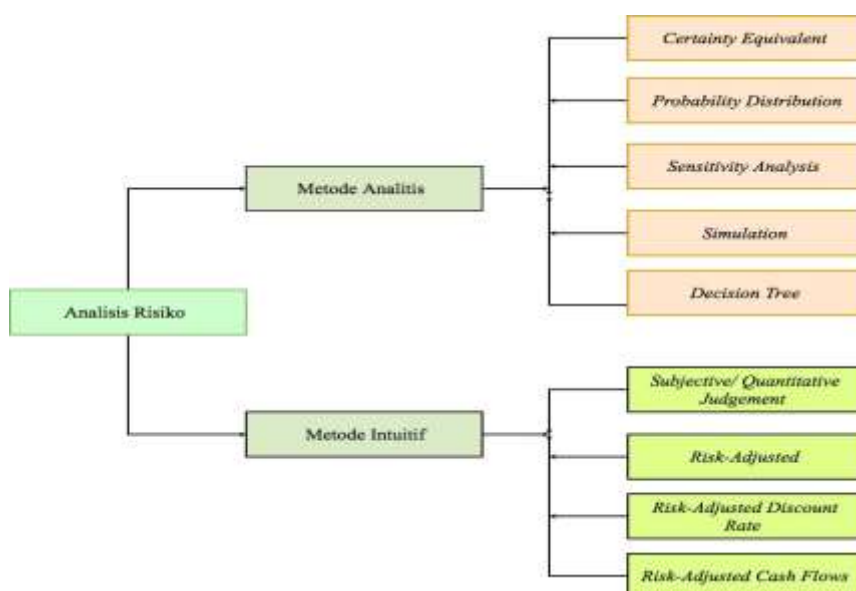 Certainty Equivalent
Probability Distribution
Sensitivity Analysis
Metode Analitis
Simulation
Decision Tree
Analisis Risiko
Subjective/ Quantitative
Judgement
Metode Intuitif
Risk-Adjusted
Risk-Adjusted Discount
Rate
Risk-Adjusted Cash Flows